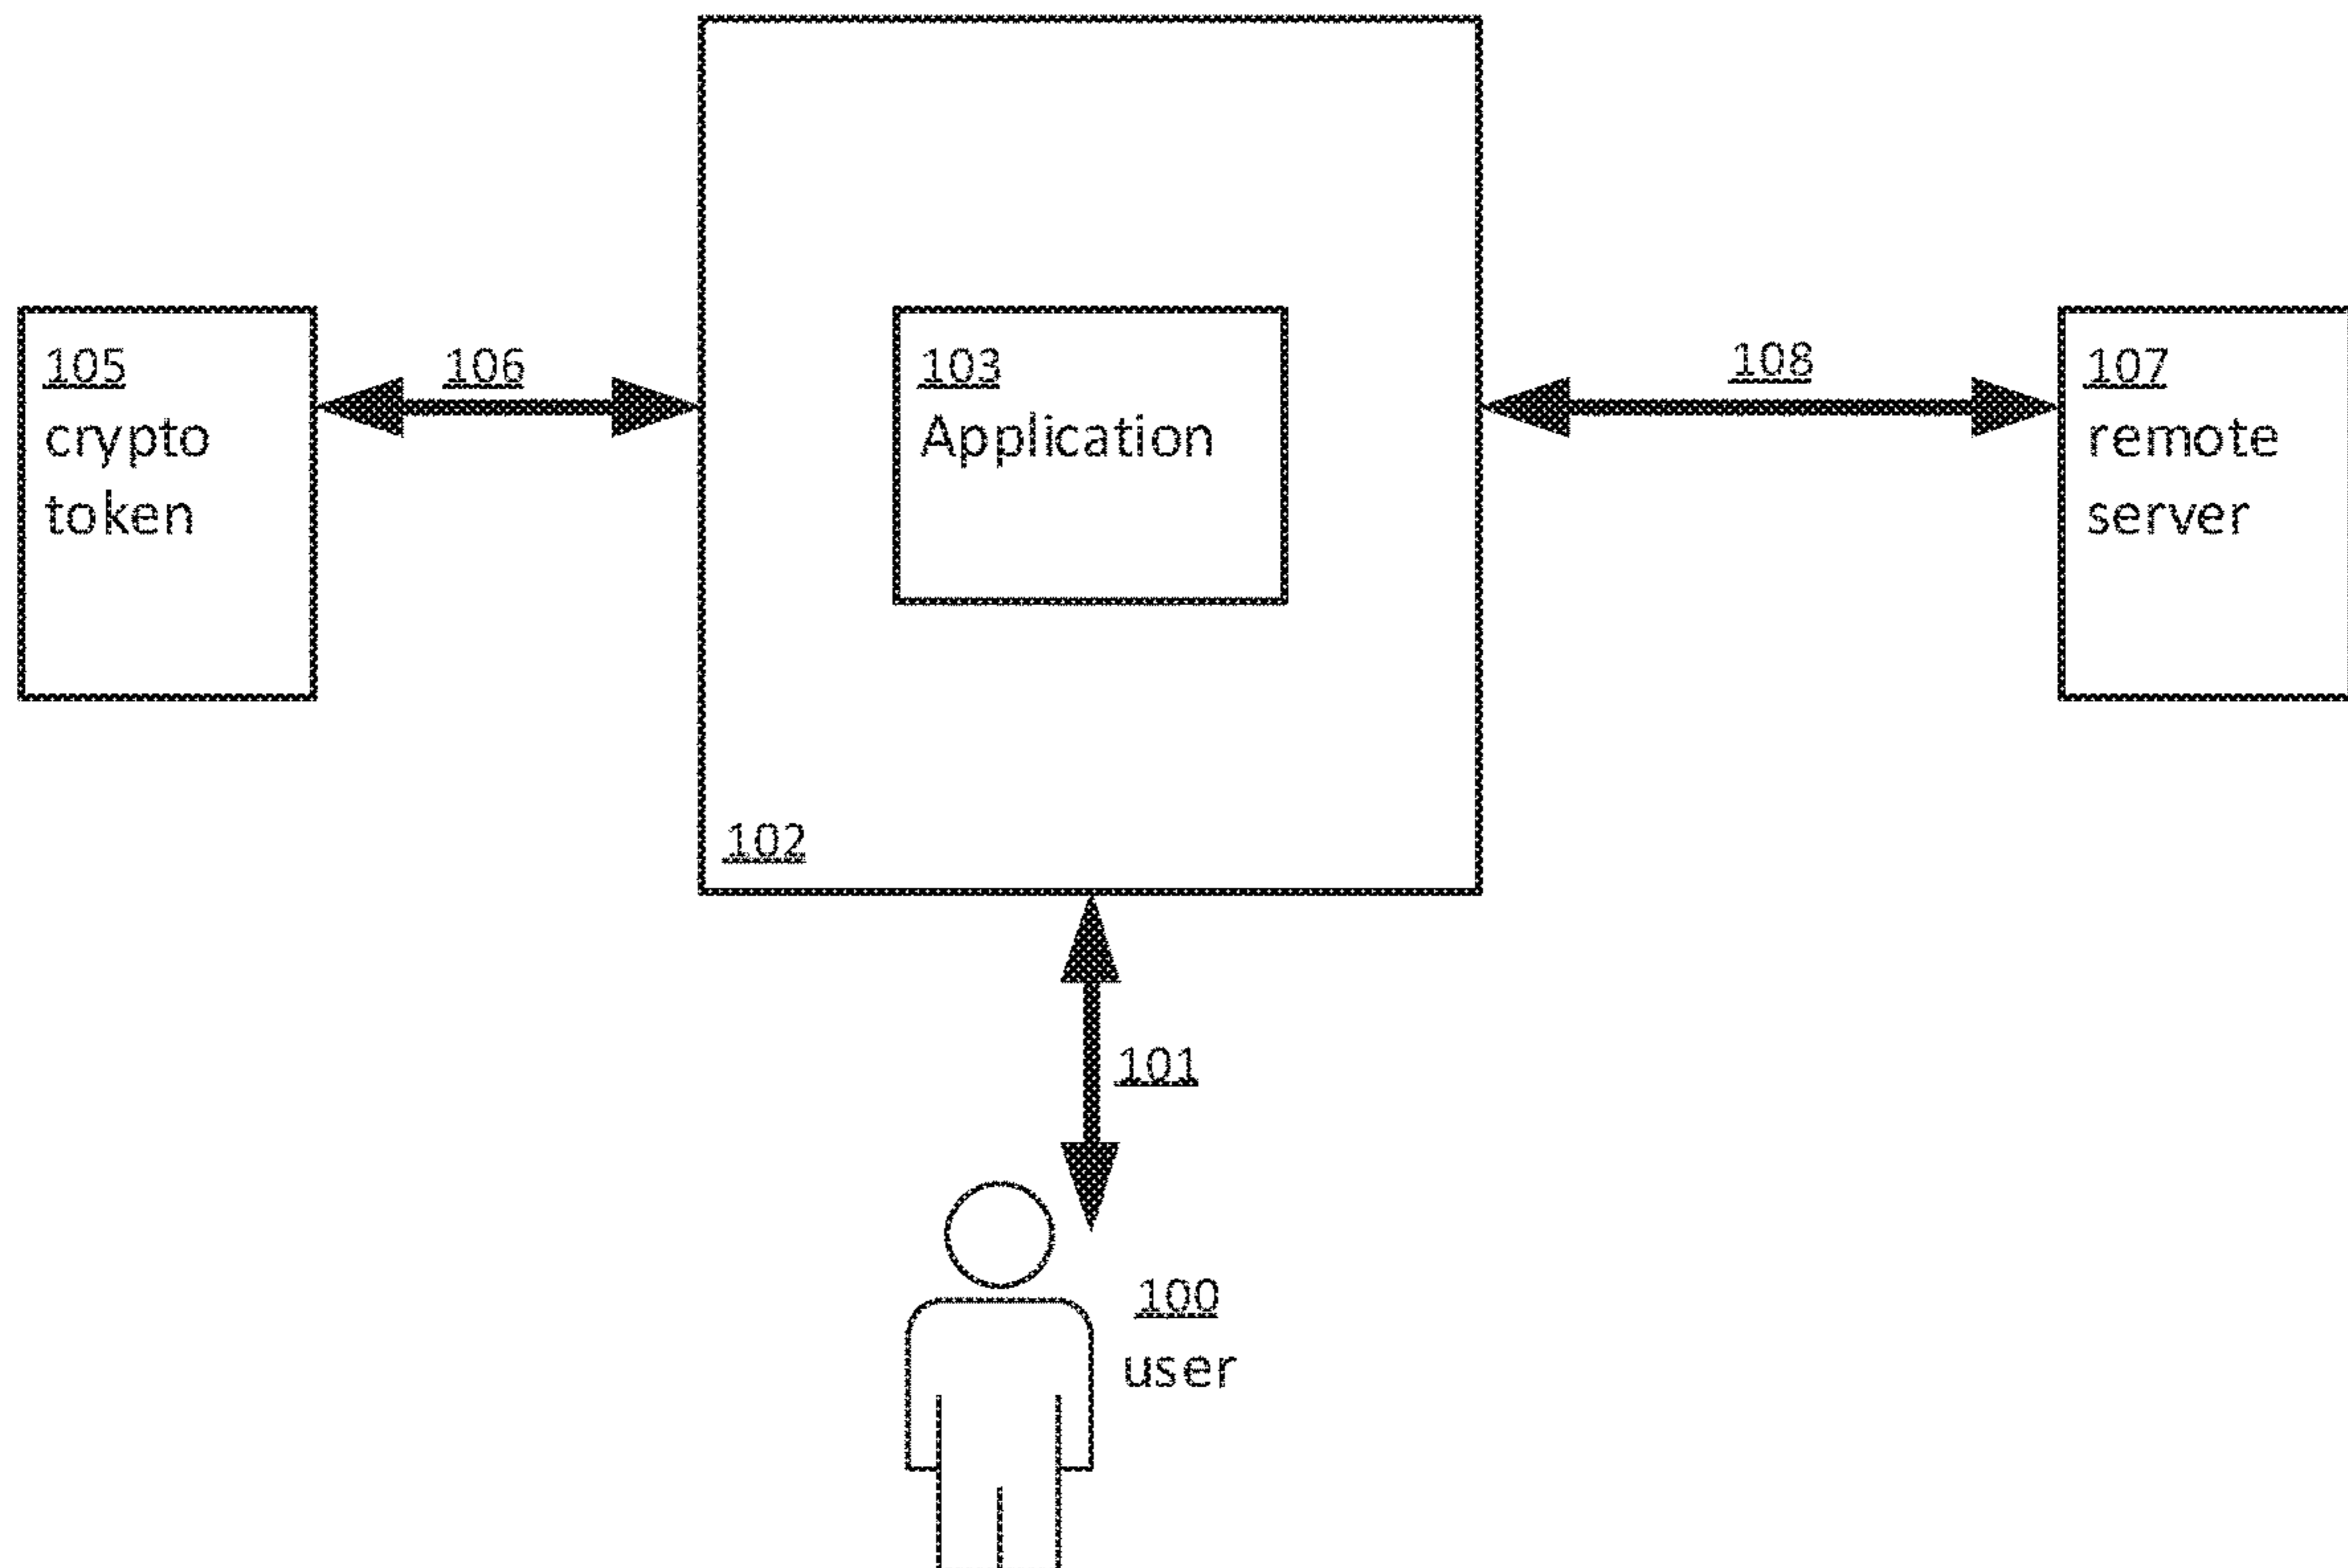 105
crypto
token
106
103
Application
108
107
remote
server
102
101
100
user